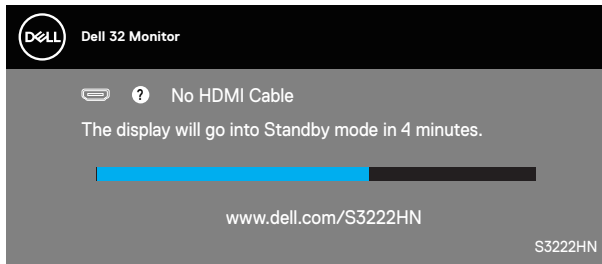 DELL
Dell 32 Monitor
? No HDMI Cable
The display will go into Standby mode in 4 minutes.
www.dell.com/S3222HN
S3222HN